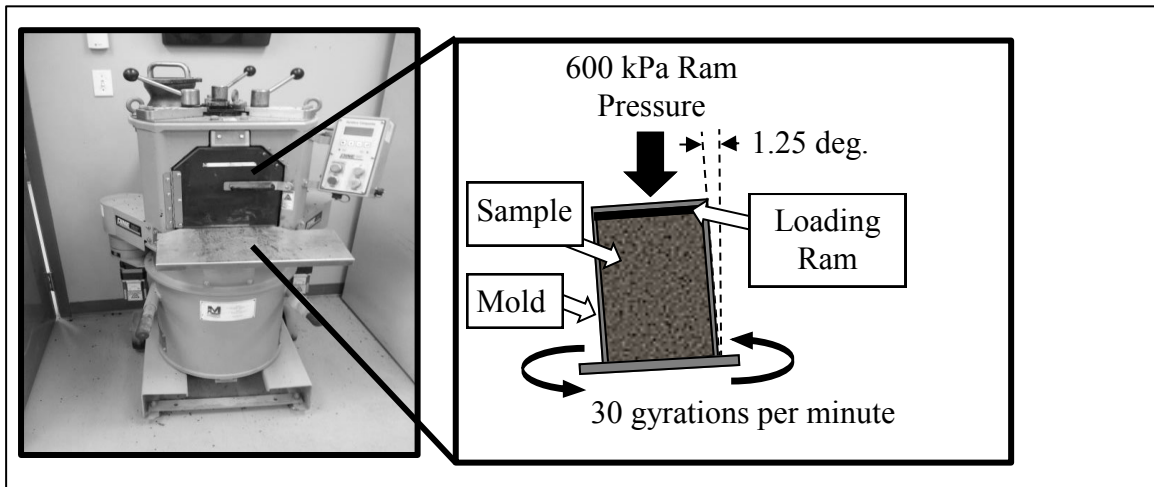 600 kPa Ram
Pressure
1.25 deg.
Sample
Loading
Ram
Mold
30 gyrations per minute